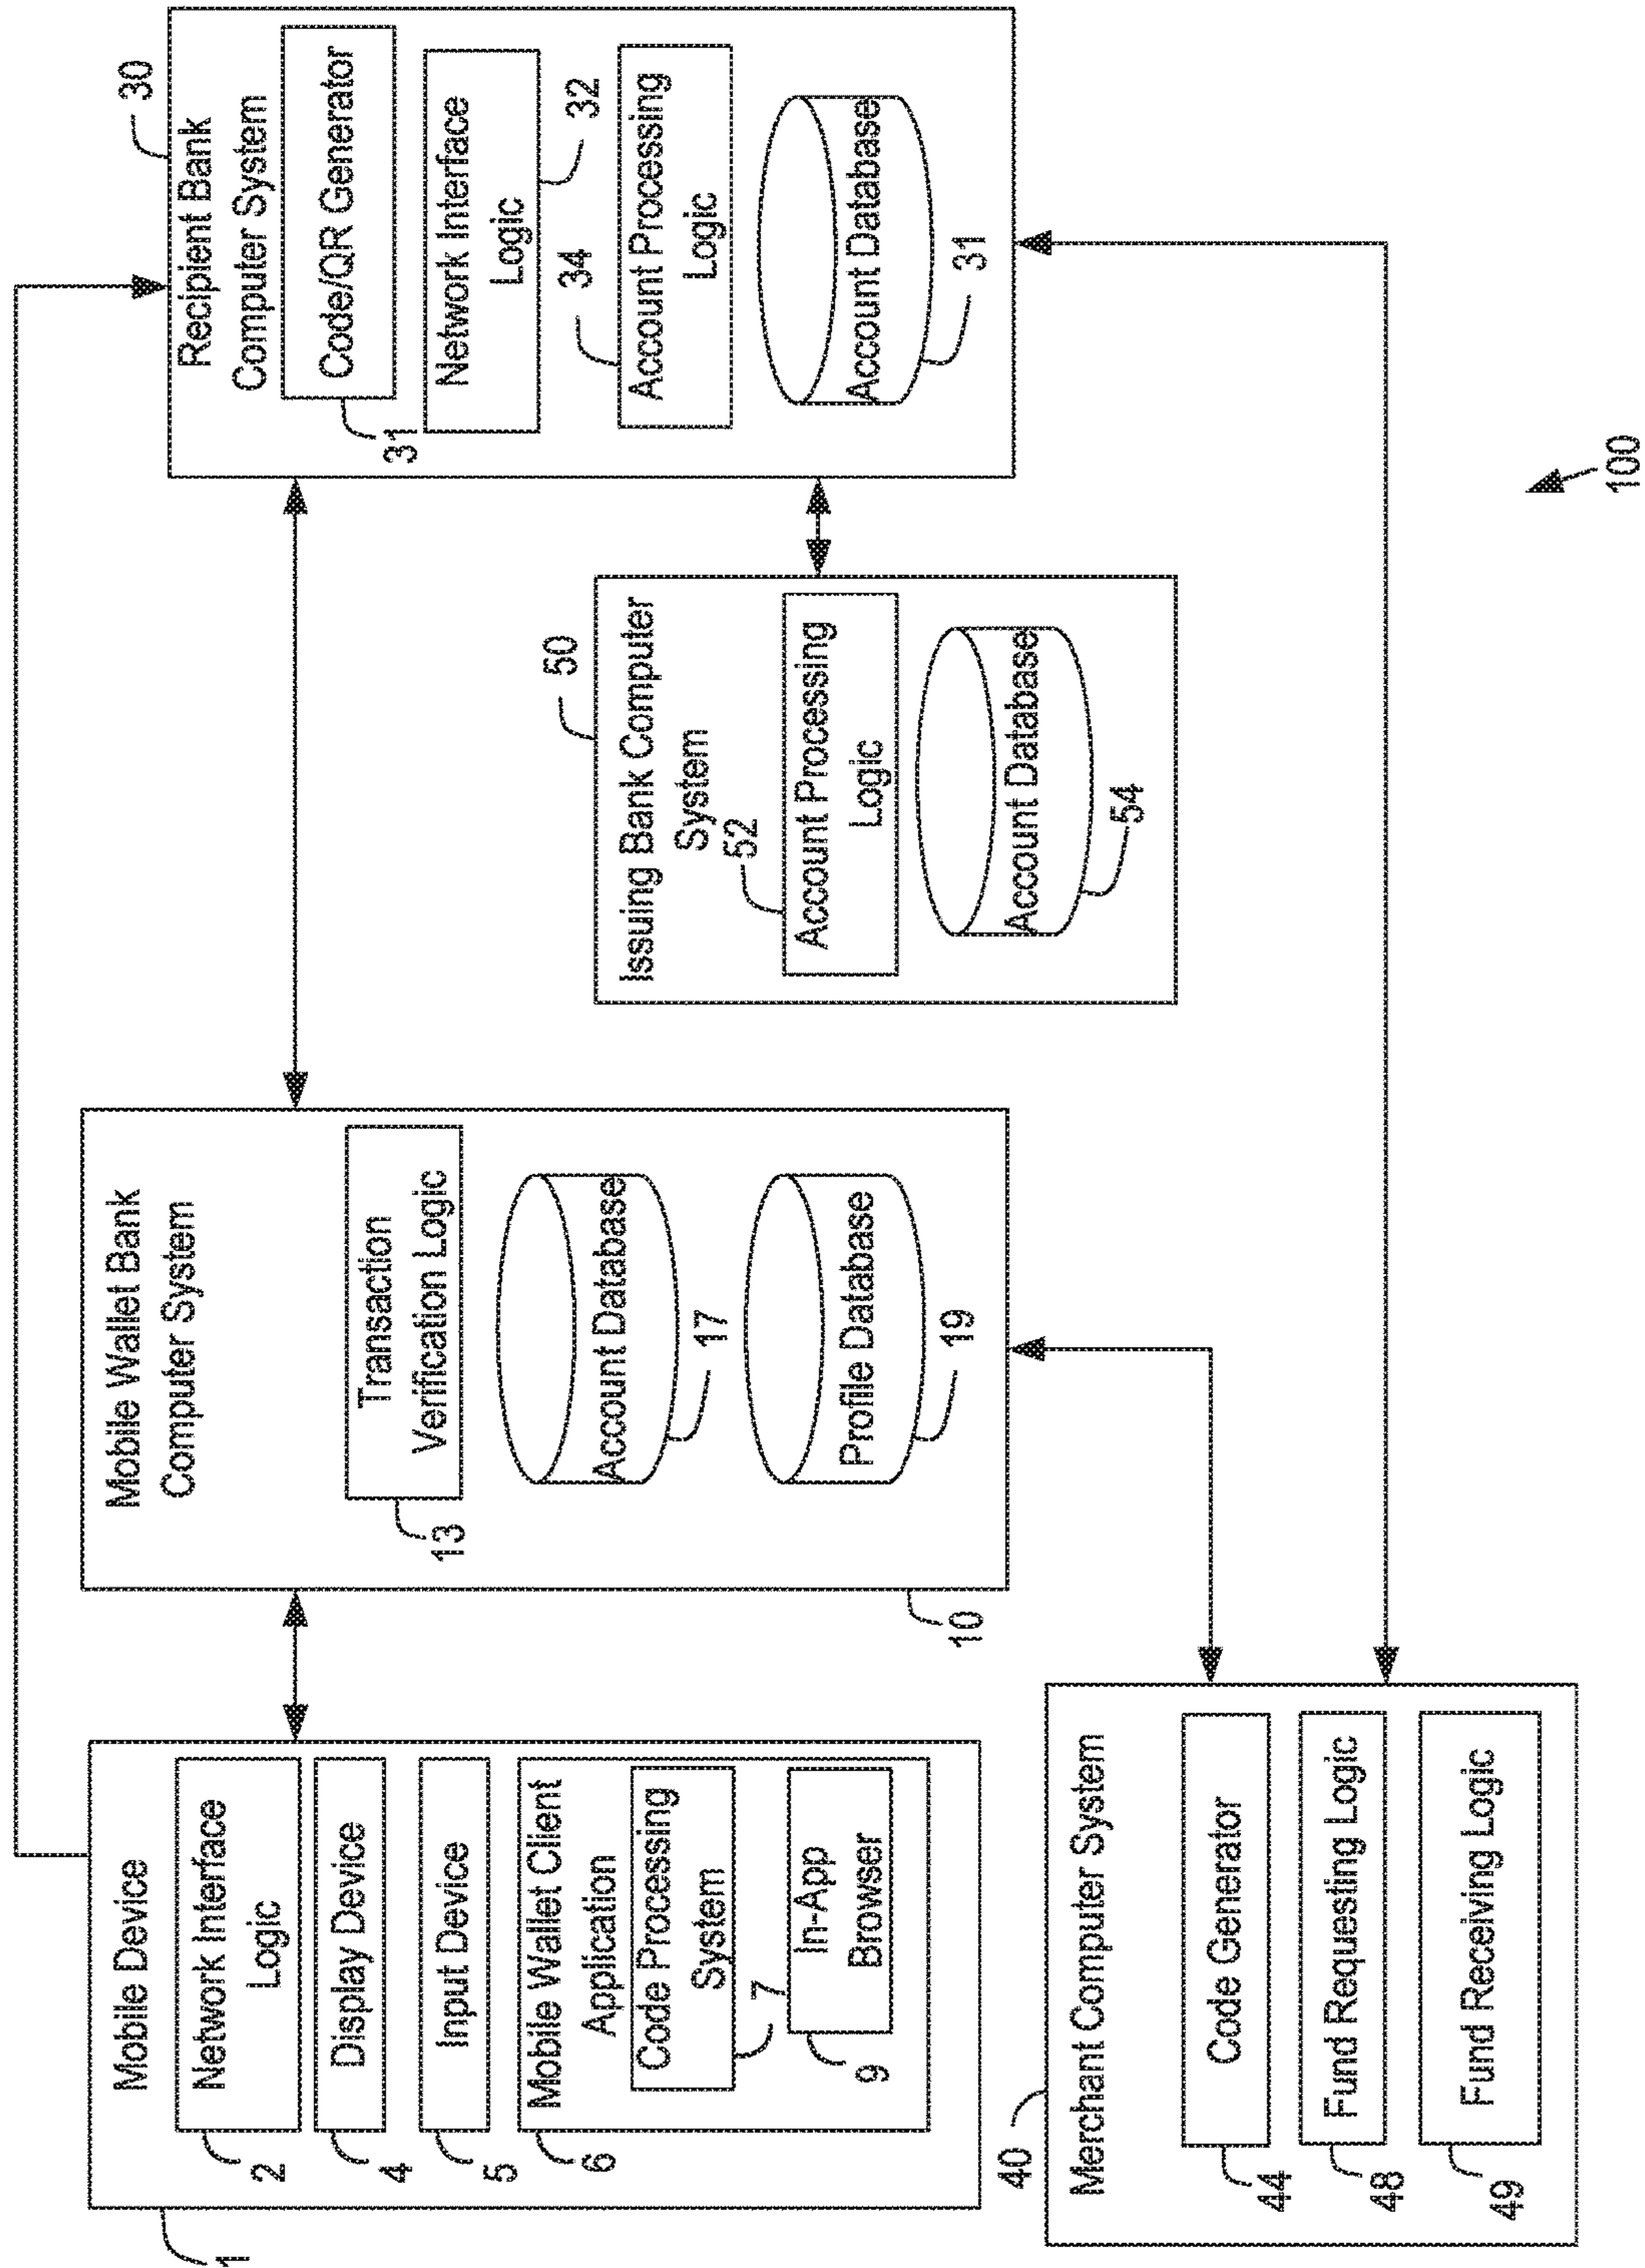 Mobile Device
1
Network Interface
Logic
2
Display Device
4
Input Device
5
Mobile Wallet Client
Application
6
Code Processing
System
7
In-App
Browser
9
Mobile Wallet Bank
Computer System
10
Transaction
Verification Logic
13
Account Database
17
Profile Database
19
Recipient Bank
Computer System
30
Code/QR Generator
31
Network Interface
Logic
32
34
Account Processing
Logic
Account Database
31
50
Issuing Bank Computer
System
52
Account Processing
Logic
Account Database
54
40
Merchant Computer System
Code Generator
44
Fund Requesting Logic
48
Fund Receiving Logic
49
100